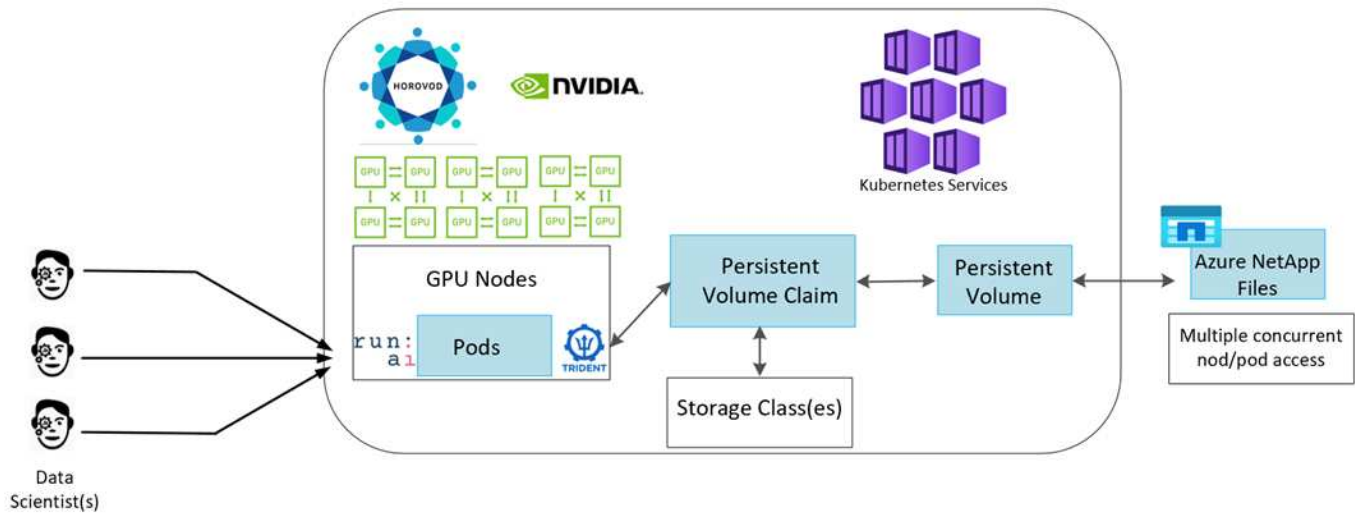 HOROVOD
NVIDIA.
GPU GPU GPU GPU GPU GPU
GPU GPU GPU GPU GPU GPU
Kubernetes Services
GPU Nodes
run:
ai
Pods
TRIDENT
Persistent
Volume Claim
Storage Class(es)
Persistent
Volume
Azure NetApp
Files
Multiple concurrent
nod/pod access
Data
Scientist(s)